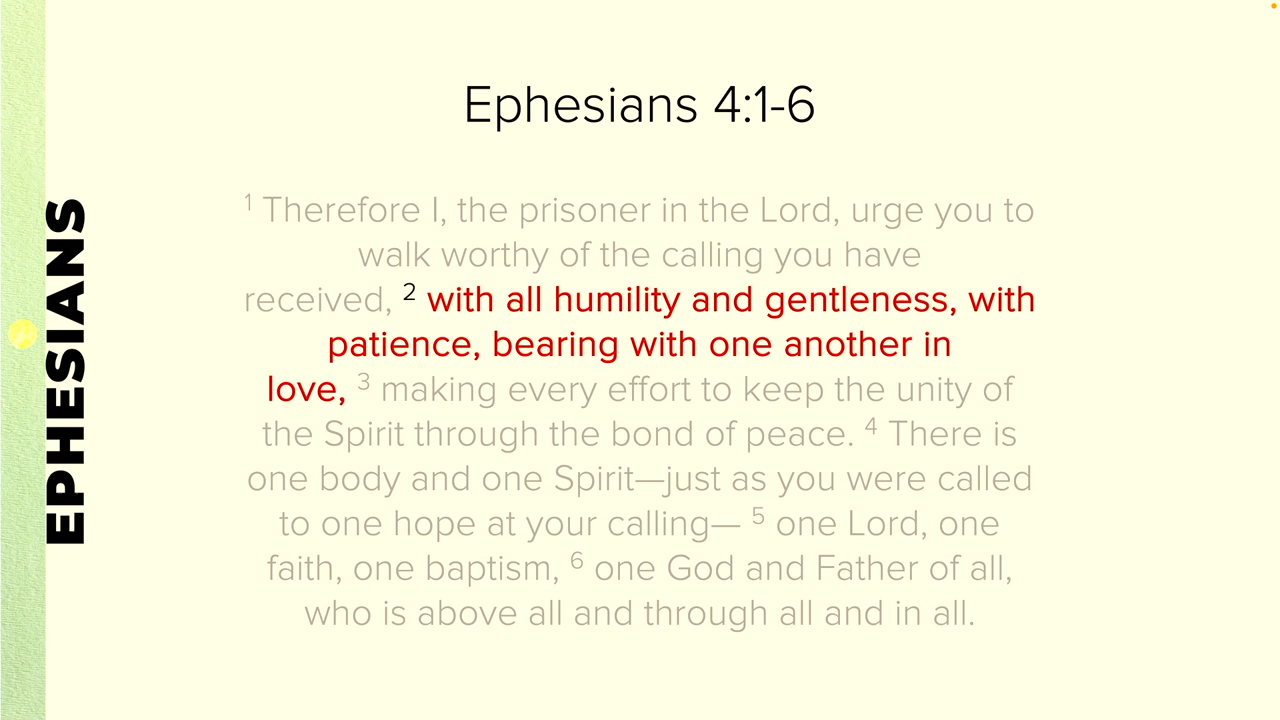 Ephesians 4:1-6
EPHESIANS
¹ Therefore I, the prisoner in the Lord, urge you to
walk worthy of the calling you have
received, ² with all humility and gentleness, with
patience, bearing with one another in
love, ³ making every effort to keep the unity of
the Spirit through the bond of peace. ⁴ There is
one body and one Spirit—just as you were called
to one hope at your calling— ⁵ one Lord, one
faith, one baptism, ⁶ one God and Father of all,
who is above all and through all and in all.